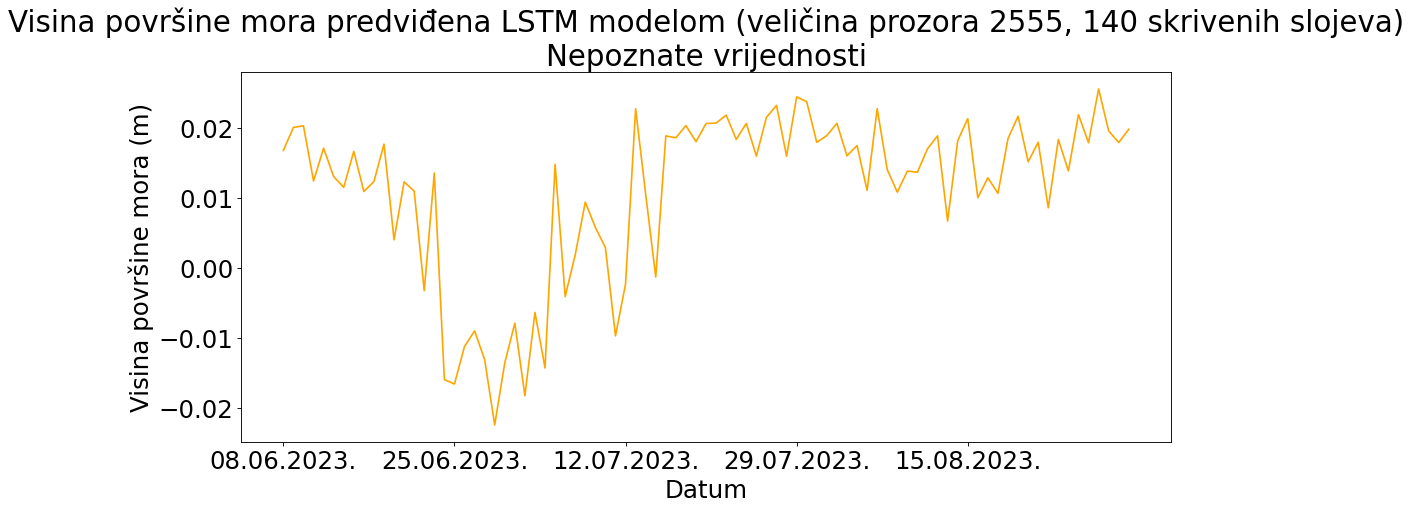 Visina površine mora predviđena LSTM modelom (veličina prozora 2555, 140 skrivenih slojeva)
Nepoznate vrijednosti
Visina površine mora (m)
0.02
0.01
0.00
−0.01
−0.02
08.06.2023. 25.06.2023. 12.07.2023. 29.07.2023. 15.08.2023.
Datum